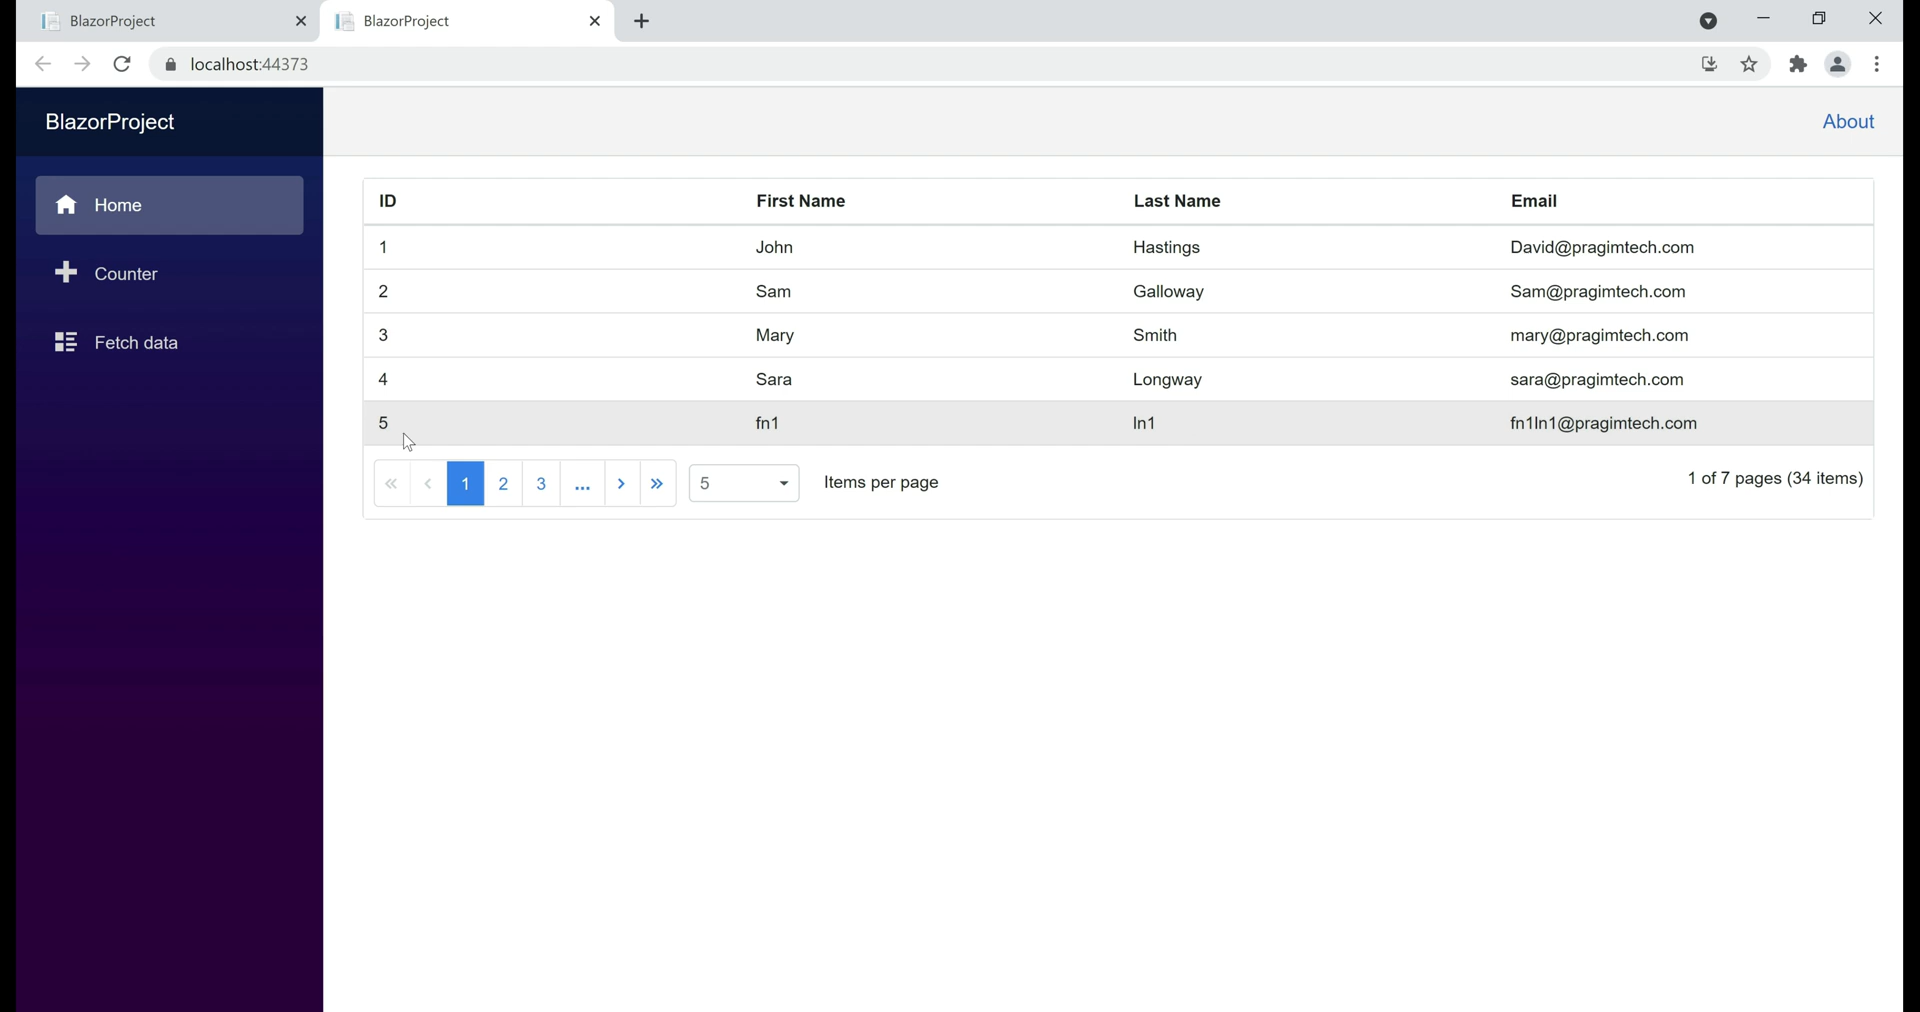 BlazorProject
BlazorProject
localhost:44373
BlazorProject
About
Home
Counter
Fetch data
ID First Name Last Name Email
1 John Hastings David@pragimtech.com
2 Sam Galloway Sam@pragimtech.com
3 Mary Smith mary@pragimtech.com
4 Sara Longway sara@pragimtech.com
5 fn1 ln1 fn1ln1@pragimtech.com
« ‹ 1 2 3 ... › » 5 Items per page 1 of 7 pages (34 items)